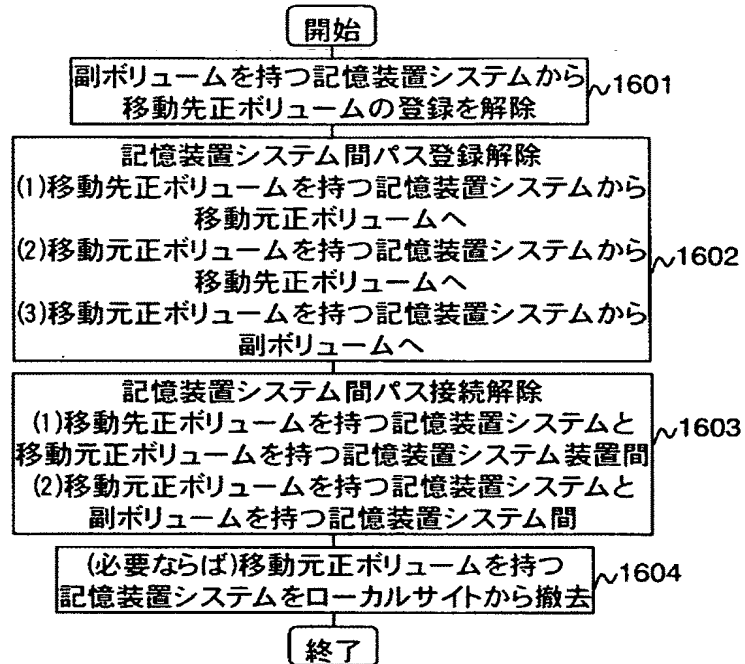 開始
副ボリュームを持つ記憶装置システムから
移動先正ボリュームの登録を解除
1601
記憶装置システム間パス登録解除
(1)移動先正ボリュームを持つ記憶装置システムから
移動元正ボリュームへ
(2)移動元正ボリュームを持つ記憶装置システムから
移動先正ボリュームへ
(3)移動元正ボリュームを持つ記憶装置システムから
副ボリュームへ
1602
記憶装置システム間パス接続解除
(1)移動先正ボリュームを持つ記憶装置システムと
移動元正ボリュームを持つ記憶装置システム装置間
(2)移動元正ボリュームを持つ記憶装置システムと
副ボリュームを持つ記憶装置システム間
1603
(必要ならば)移動元正ボリュームを持つ
記憶装置システムをローカルサイトから撤去
1604
終了